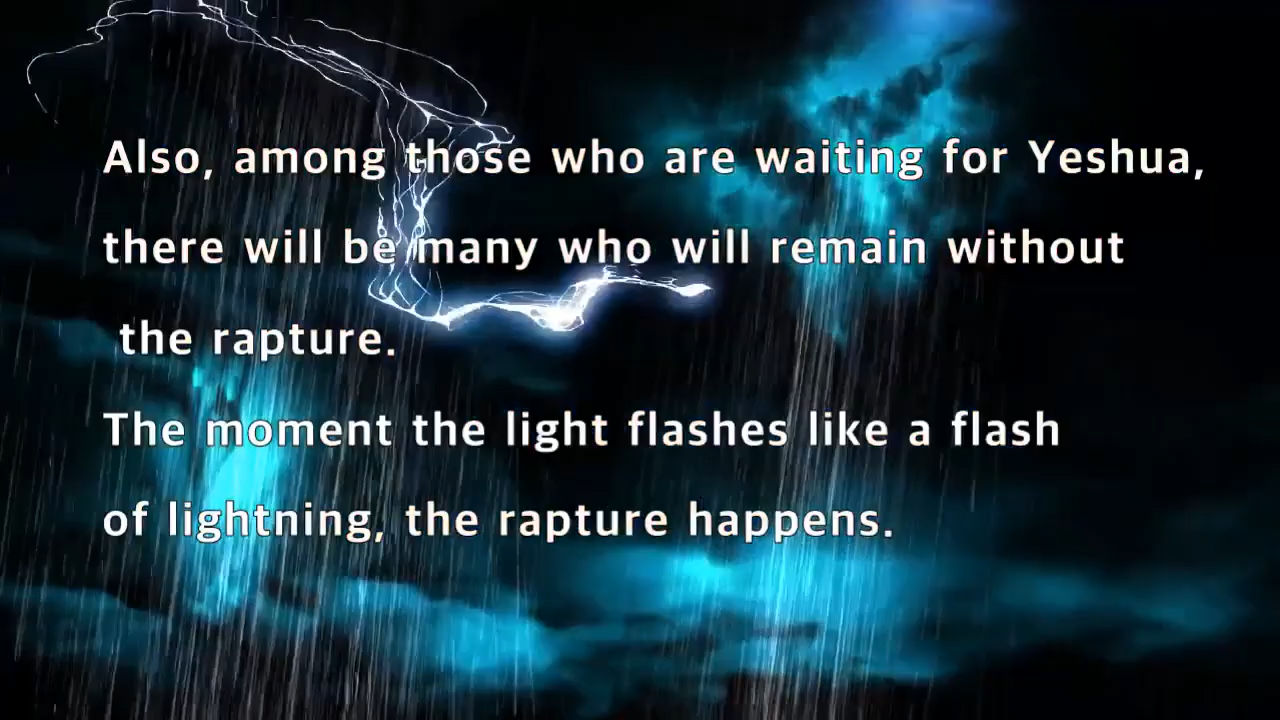 Also, among those who are waiting for Yeshua,
there will be many who will remain without
the rapture.
The moment the light flashes like a flash
of lightning, the rapture happens.